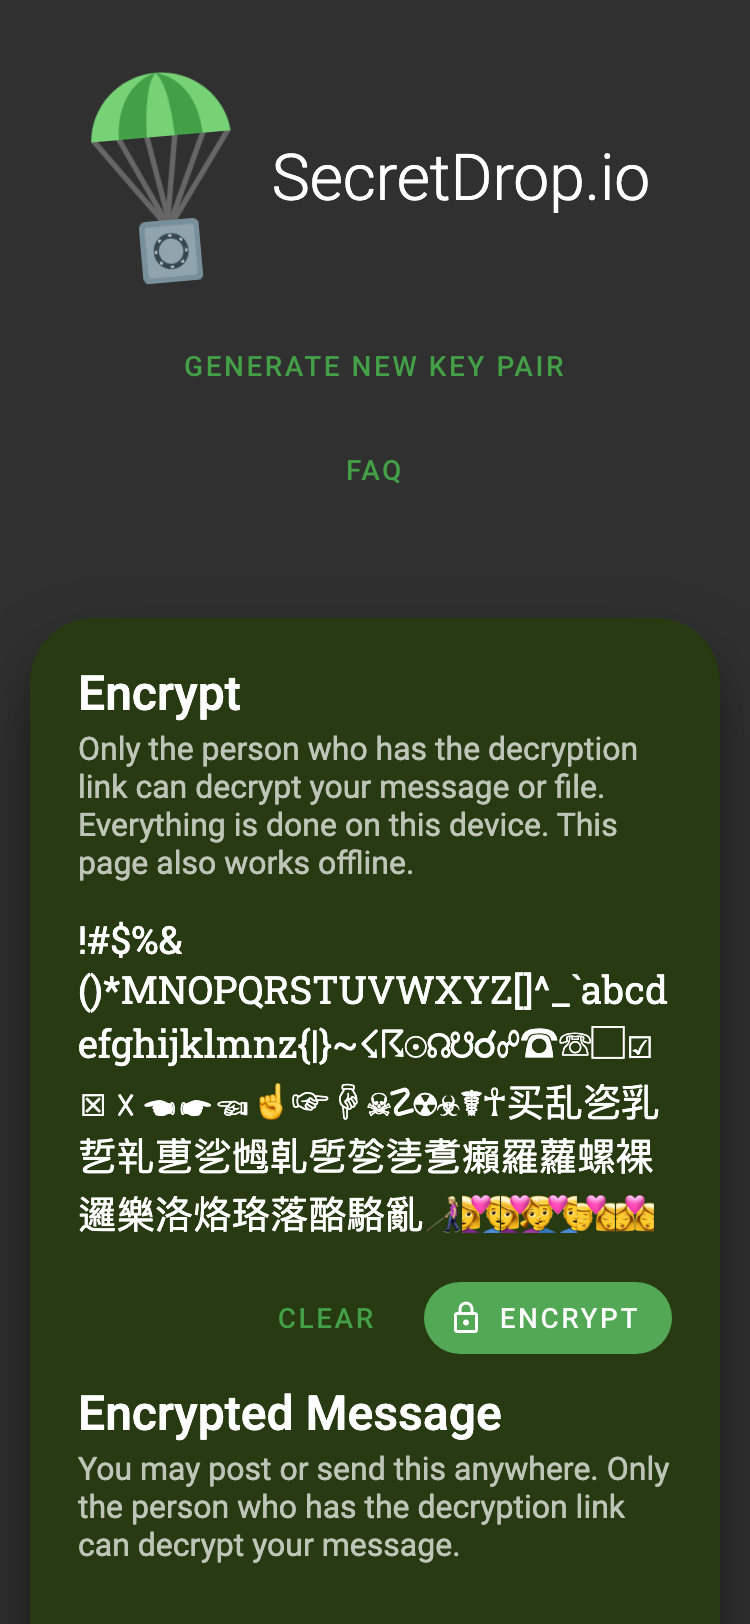 SecretDrop.io
GENERATE NEW KEY PAIR
FAQ
Encrypt
Only the person who has the decryption
link can decrypt your message or file.
Everything is done on this device. This
page also works offline.
!#$%&
()*MNOPQRSTUVWXYZ[]^_`abcd
efghijklmnz{|}~☇☈☉☊☋☌☍☎☏☐☑
☒☓☚☛☜☝☞☟☠☡☢☣☤☥买乱乲乳
乴乵乶乷乸乹乺乻乼乽癩羅蘿螺裸
邏樂洛烙珞落酪駱亂
CLEAR
ENCRYPT
Encrypted Message
You may post or send this anywhere. Only
the person who has the decryption link
can decrypt your message.